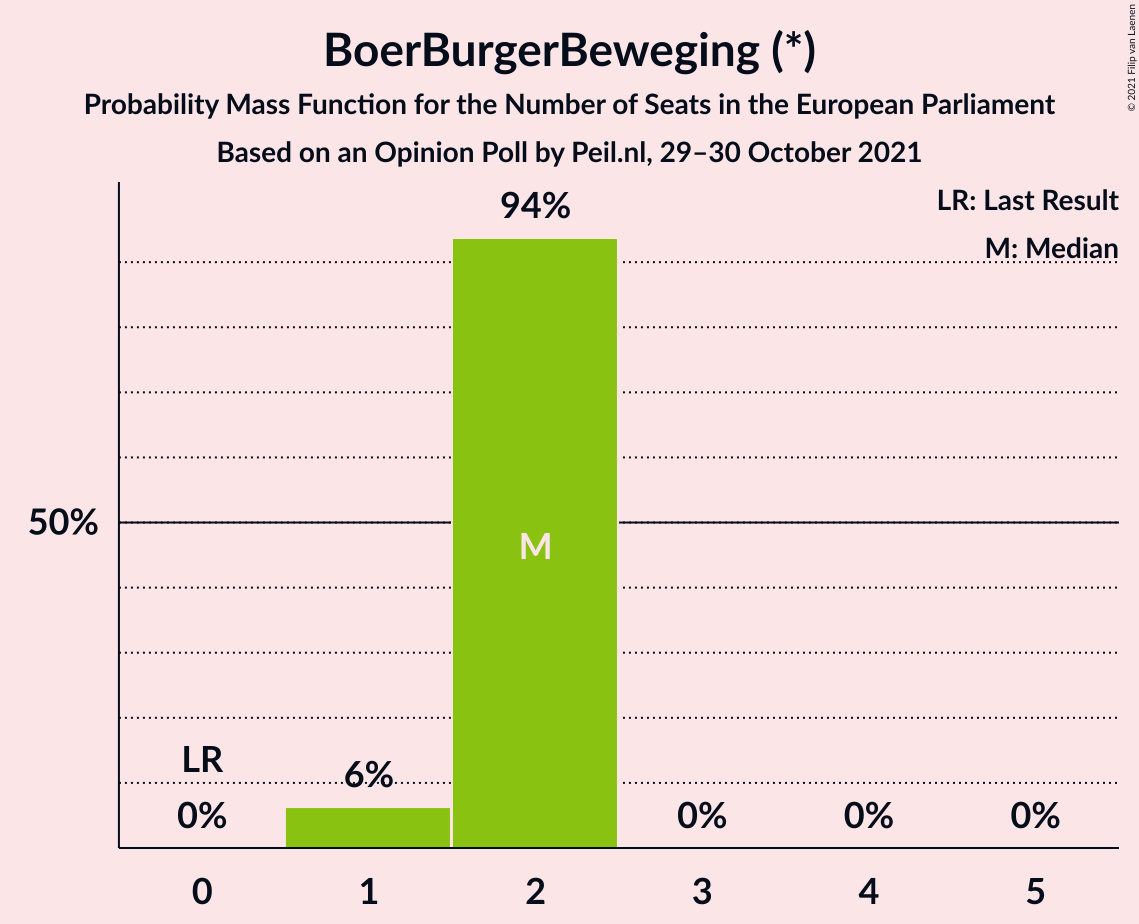 BoerBurgerBeweging (*)
Probability Mass Function for the Number of Seats in the European Parliament
Based on an Opinion Poll by Peil.nl, 29–30 October 2021
© 2021 Filip van Laenen
LR: Last Result
M: Median
94%
50%
M
LR
0%
6%
0%
0%
0%
0 1 2 3 4 5